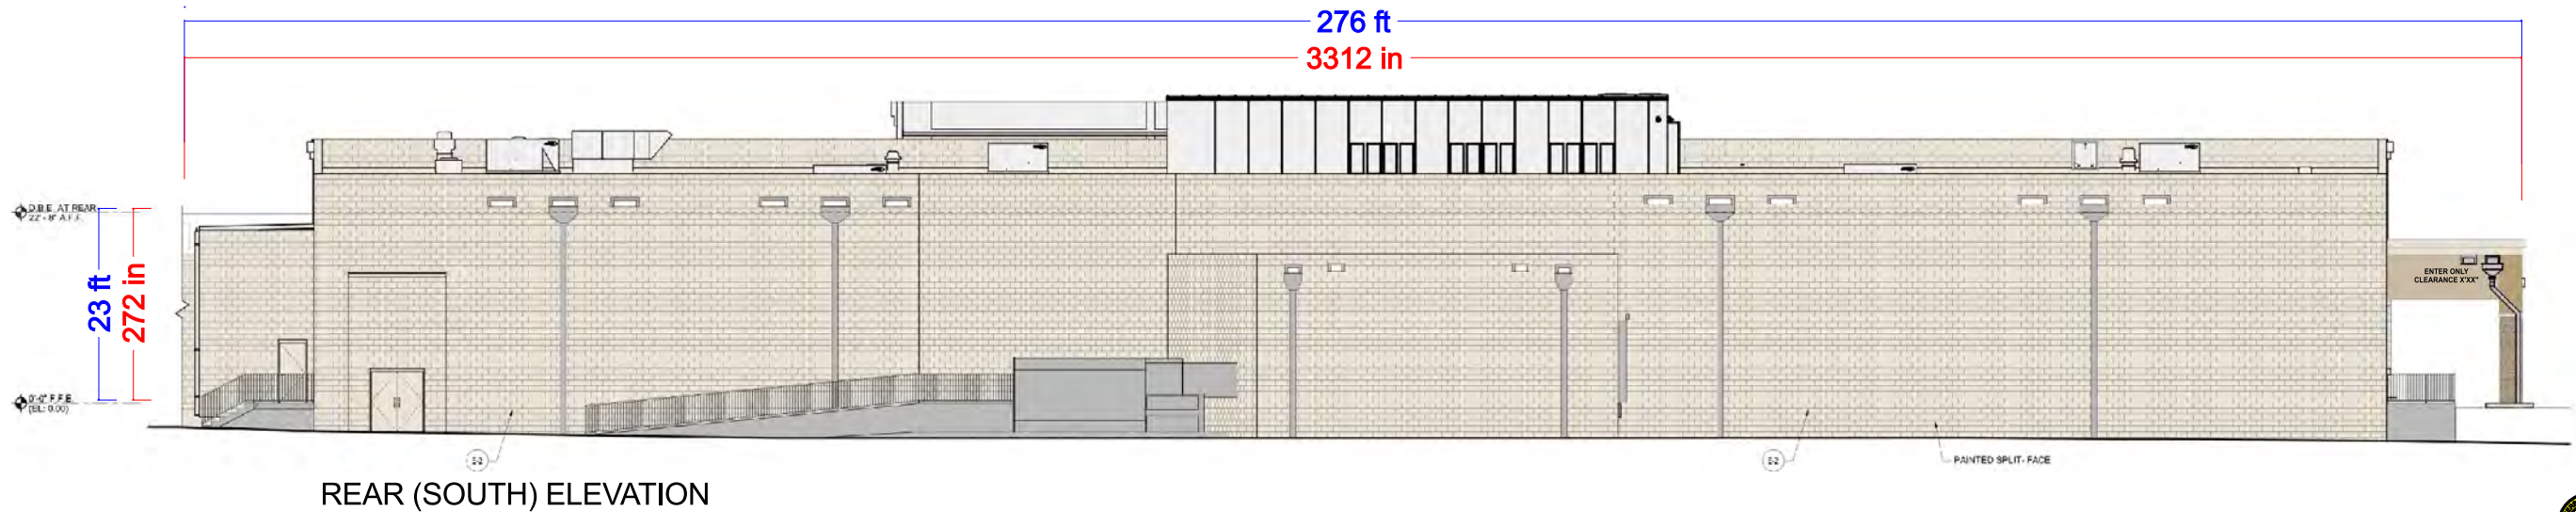 276 ft
3312 in
D.B.E. AT REAR
22'- 8" A.F.F.
23 ft
272 in
0'-0" F.F.E.
(EL: 0.00)
ENTER ONLY
CLEARANCE X'XX"
PAINTED SPLIT- FACE
REAR (SOUTH) ELEVATION